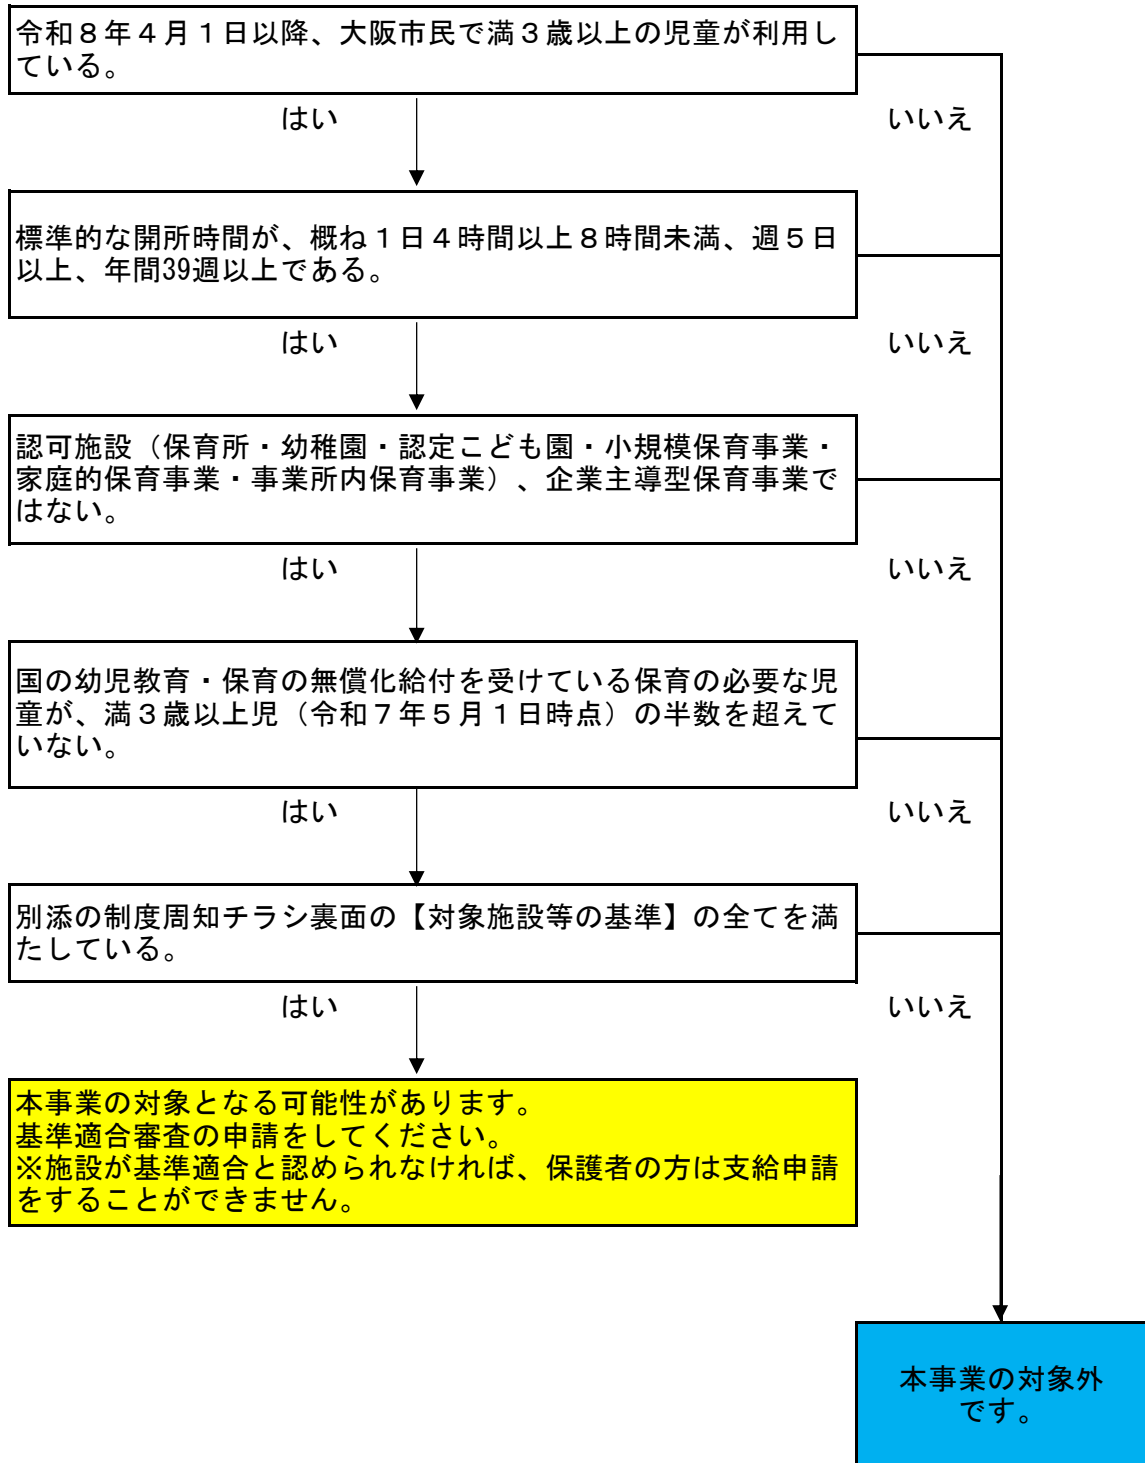 令和８年４月１日以降、大阪市民で満３歳以上の児童が利用し
ている。
はい
いいえ
標準的な開所時間が、概ね１日４時間以上８時間未満、週５日
以上、年間39週以上である。
はい
いいえ
認可施設（保育所・幼稚園・認定こども園・小規模保育事業・
家庭的保育事業・事業所内保育事業）、企業主導型保育事業で
はない。
はい
いいえ
国の幼児教育・保育の無償化給付を受けている保育の必要な児
童が、満３歳以上児（令和７年５月１日時点）の半数を超えて
いない。
はい
いいえ
別添の制度周知チラシ裏面の【対象施設等の基準】の全てを満
たしている。
はい
いいえ
本事業の対象となる可能性があります。
基準適合審査の申請をしてください。
※施設が基準適合と認められなければ、保護者の方は支給申請
をすることができません。
本事業の対象外
です。